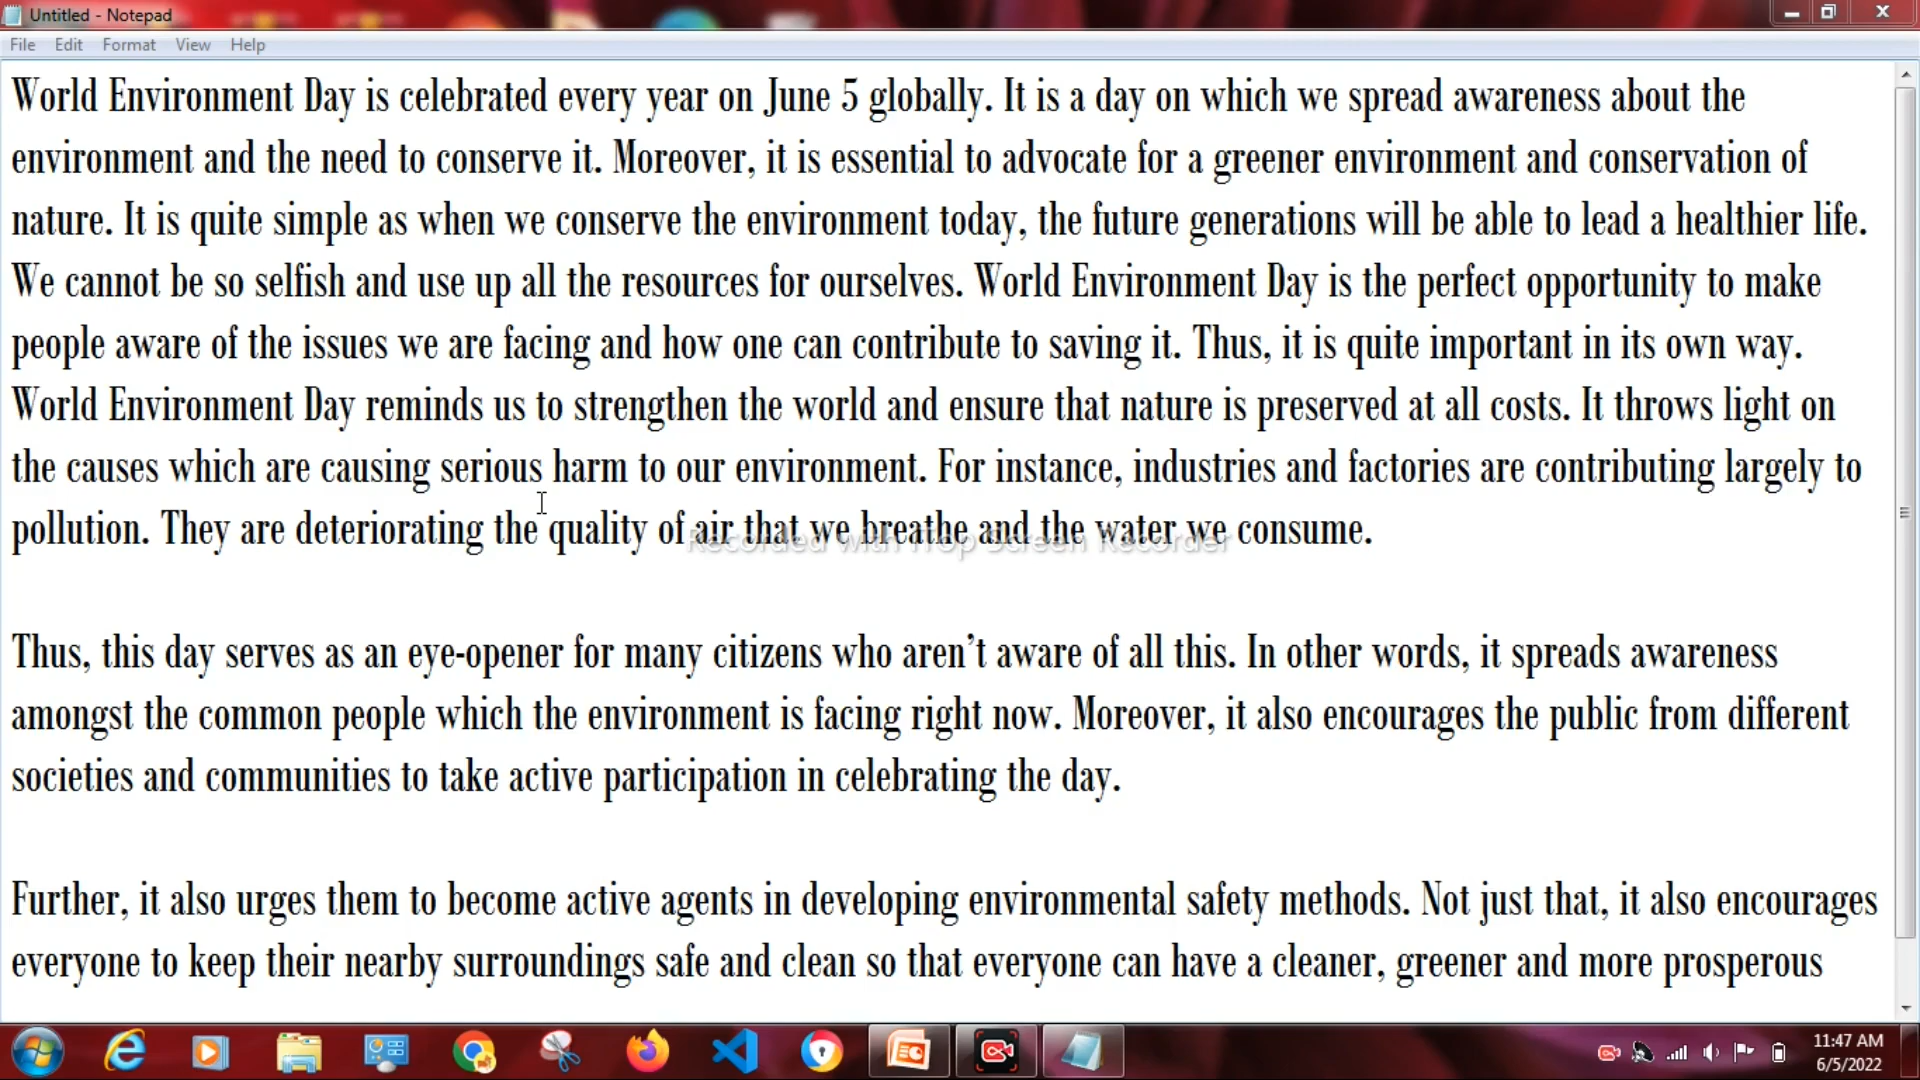 Untitled - Notepad
File Edit Format View Help
World Environment Day is celebrated every year on June 5 globally. It is a day on which we spread awareness about the
environment and the need to conserve it. Moreover, it is essential to advocate for a greener environment and conservation of
nature. It is quite simple as when we conserve the environment today, the future generations will be able to lead a healthier life.
We cannot be so selfish and use up all the resources for ourselves. World Environment Day is the perfect opportunity to make
people aware of the issues we are facing and how one can contribute to saving it. Thus, it is quite important in its own way.
World Environment Day reminds us to strengthen the world and ensure that nature is preserved at all costs. It throws light on
the causes which are causing serious harm to our environment. For instance, industries and factories are contributing largely to
pollution. They are deteriorating the quality of air that we breathe and the water we consume.
Recorded with iTop Screen Recorder
Thus, this day serves as an eye-opener for many citizens who aren’t aware of all this. In other words, it spreads awareness
amongst the common people which the environment is facing right now. Moreover, it also encourages the public from different
societies and communities to take active participation in celebrating the day.
Further, it also urges them to become active agents in developing environmental safety methods. Not just that, it also encourages
everyone to keep their nearby surroundings safe and clean so that everyone can have a cleaner, greener and more prosperous
11:47 AM
6/5/2022